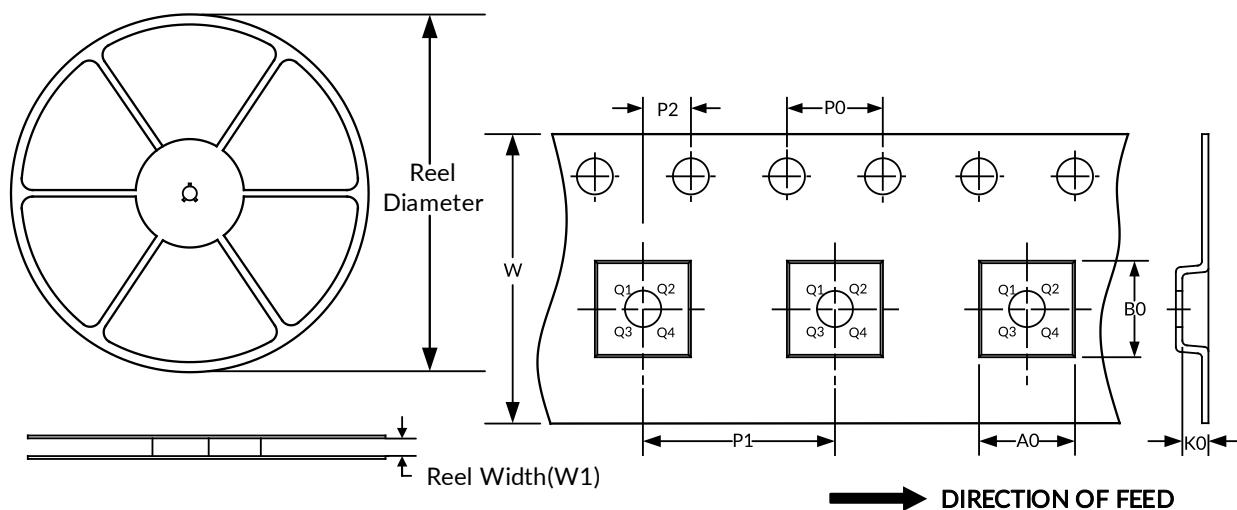 Reel
Diameter
Reel Width(W1)
P2
P0
W
Q1 Q2
Q3 Q4
Q1 Q2
Q3 Q4
Q1 Q2
Q3 Q4
B0
P1
A0
K0
DIRECTION OF FEED